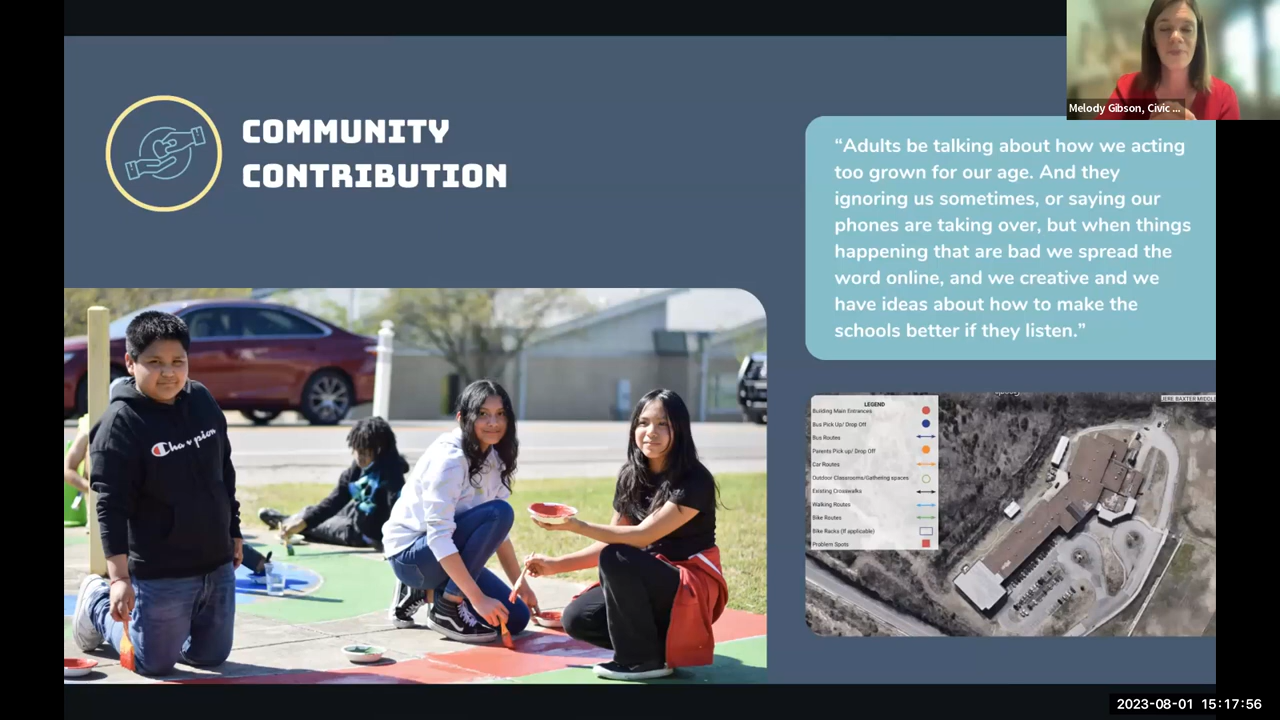 COMMUNITY
CONTRIBUTION
Melody Gibson, Civic ...
“Adults be talking about how we acting
too grown for our age. And they
ignoring us sometimes, or saying our
phones are taking over, but when things
happening that are bad we spread the
word online, and we creative and we
have ideas about how to make the
schools better if they listen.”
Champion
JERE BAXTER MIDDLE
LEGEND
Building Main Entrances
Bus Pick Up/ Drop Off
Bus Routes
Parents Pick up/ Drop Off
Car Routes
Outdoor Classrooms/Gathering spaces
Existing Crosswalks
Walking Routes
Bike Routes
Bike Racks (If applicable)
Problem Spots
2023-08-01 15:17:56